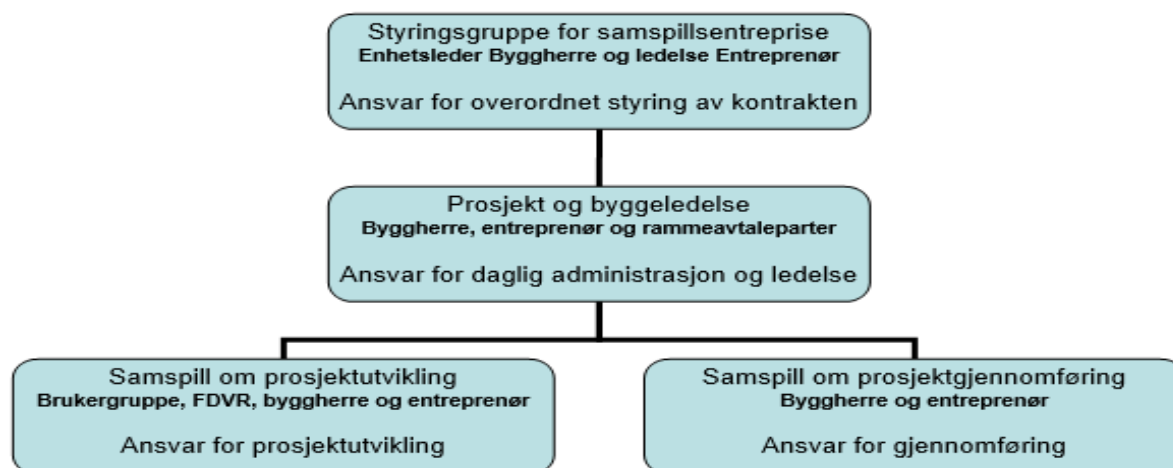 Styringsgruppe for samspillsentreprise
Enhetsleder Byggherre og ledelse Entreprenør
Ansvar for overordnet styring av kontrakten
Prosjekt og byggeledelse
Byggherre, entreprenør og rammeavtaleparter
Ansvar for daglig administrasjon og ledelse
Samspill om prosjektutvikling
Brukergruppe, FDVR, byggherre og entreprenør
Ansvar for prosjektutvikling
Samspill om prosjektgjennomføring
Byggherre og entreprenør
Ansvar for gjennomføring